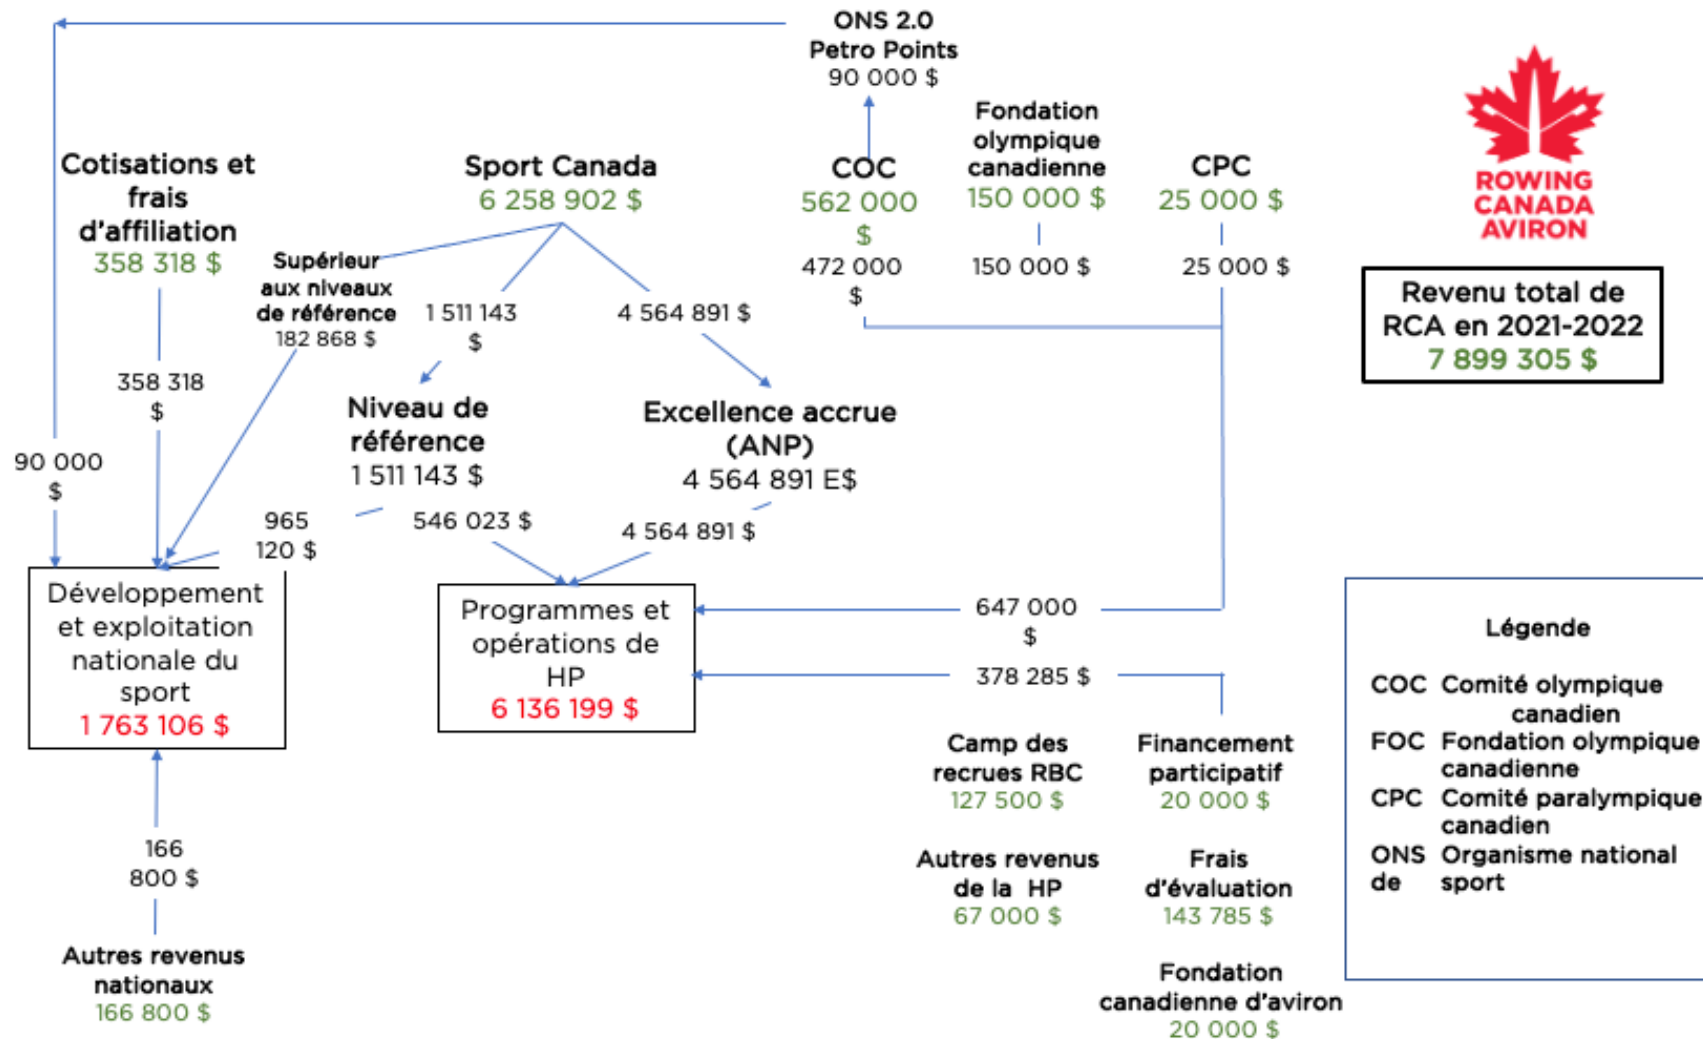 ONS 2.0
Petro Points
90 000 $
Cotisations et
frais
d'affiliation
358 318 $
Sport Canada
6 258 902 $
COC
562 000
$
472 000
$
Fondation
olympique
canadienne
150 000 $
150 000 $
CPC
25 000 $
25 000 $
ROWING
CANADA
AVIRON
Revenu total de
RCA en 2021-2022
7 899 305 $
Supérieur
aux niveaux
de référence
182 868 $
1 511 143
$
4 564 891 $
358 318
$
90 000
$
Niveau de
référence
1 511 143 $
Excellence accrue
(ANP)
4 564 891 E$
965
120 $
546 023 $
4 564 891 $
Développement
et exploitation
nationale du
sport
1 763 106 $
Programmes et
opérations de
HP
6 136 199 $
647 000
$
378 285 $
Camp des
recrues RBC
127 500 $
Financement
participatif
20 000 $
Autres revenus
de la HP
67 000 $
Frais
d'évaluation
143 785 $
Fondation
canadienne d'aviron
20 000 $
166
800 $
Autres revenus
nationaux
166 800 $
Légende
COC Comité olympique
canadien
FOC Fondation olympique
canadienne
CPC Comité paralympique
canadien
ONS Organisme national
de sport